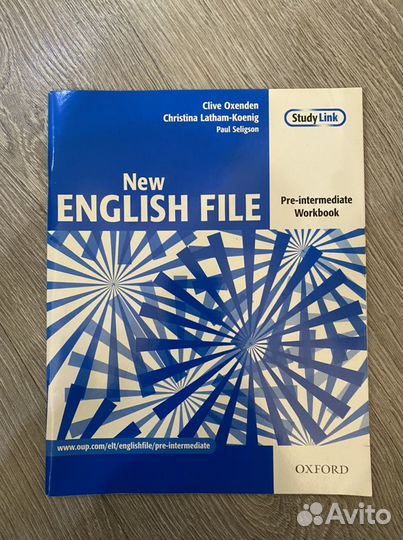 Clive Oxenden
Christina Latham-Koenig
Paul Seligson
Study Link
New
ENGLISH FILE
Pre-intermediate
Workbook
www.oup.com/elt/englishfile/pre-intermediate
OXFORD
Avito